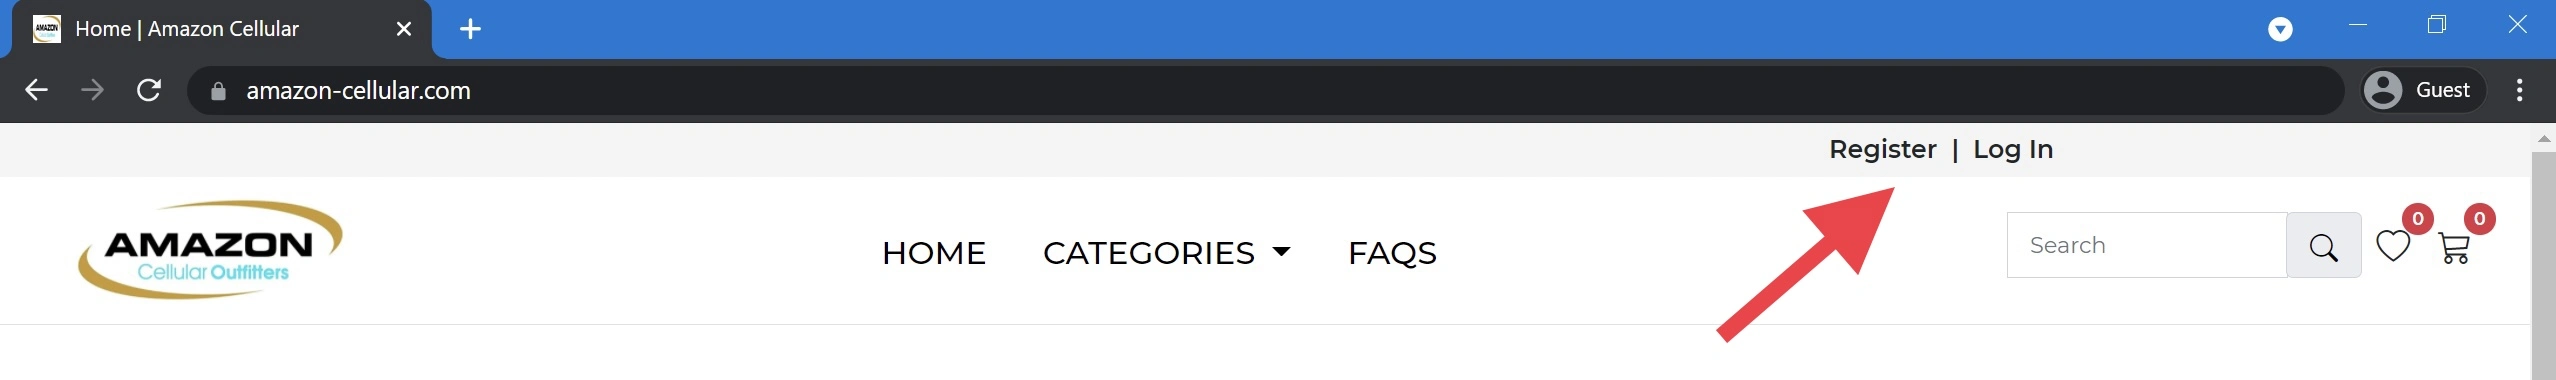 Home | Amazon Cellular
amazon-cellular.com
Guest
Register | Log In
AMAZON
Cellular Outfitters
HOME CATEGORIES FAQS
Search
0 0